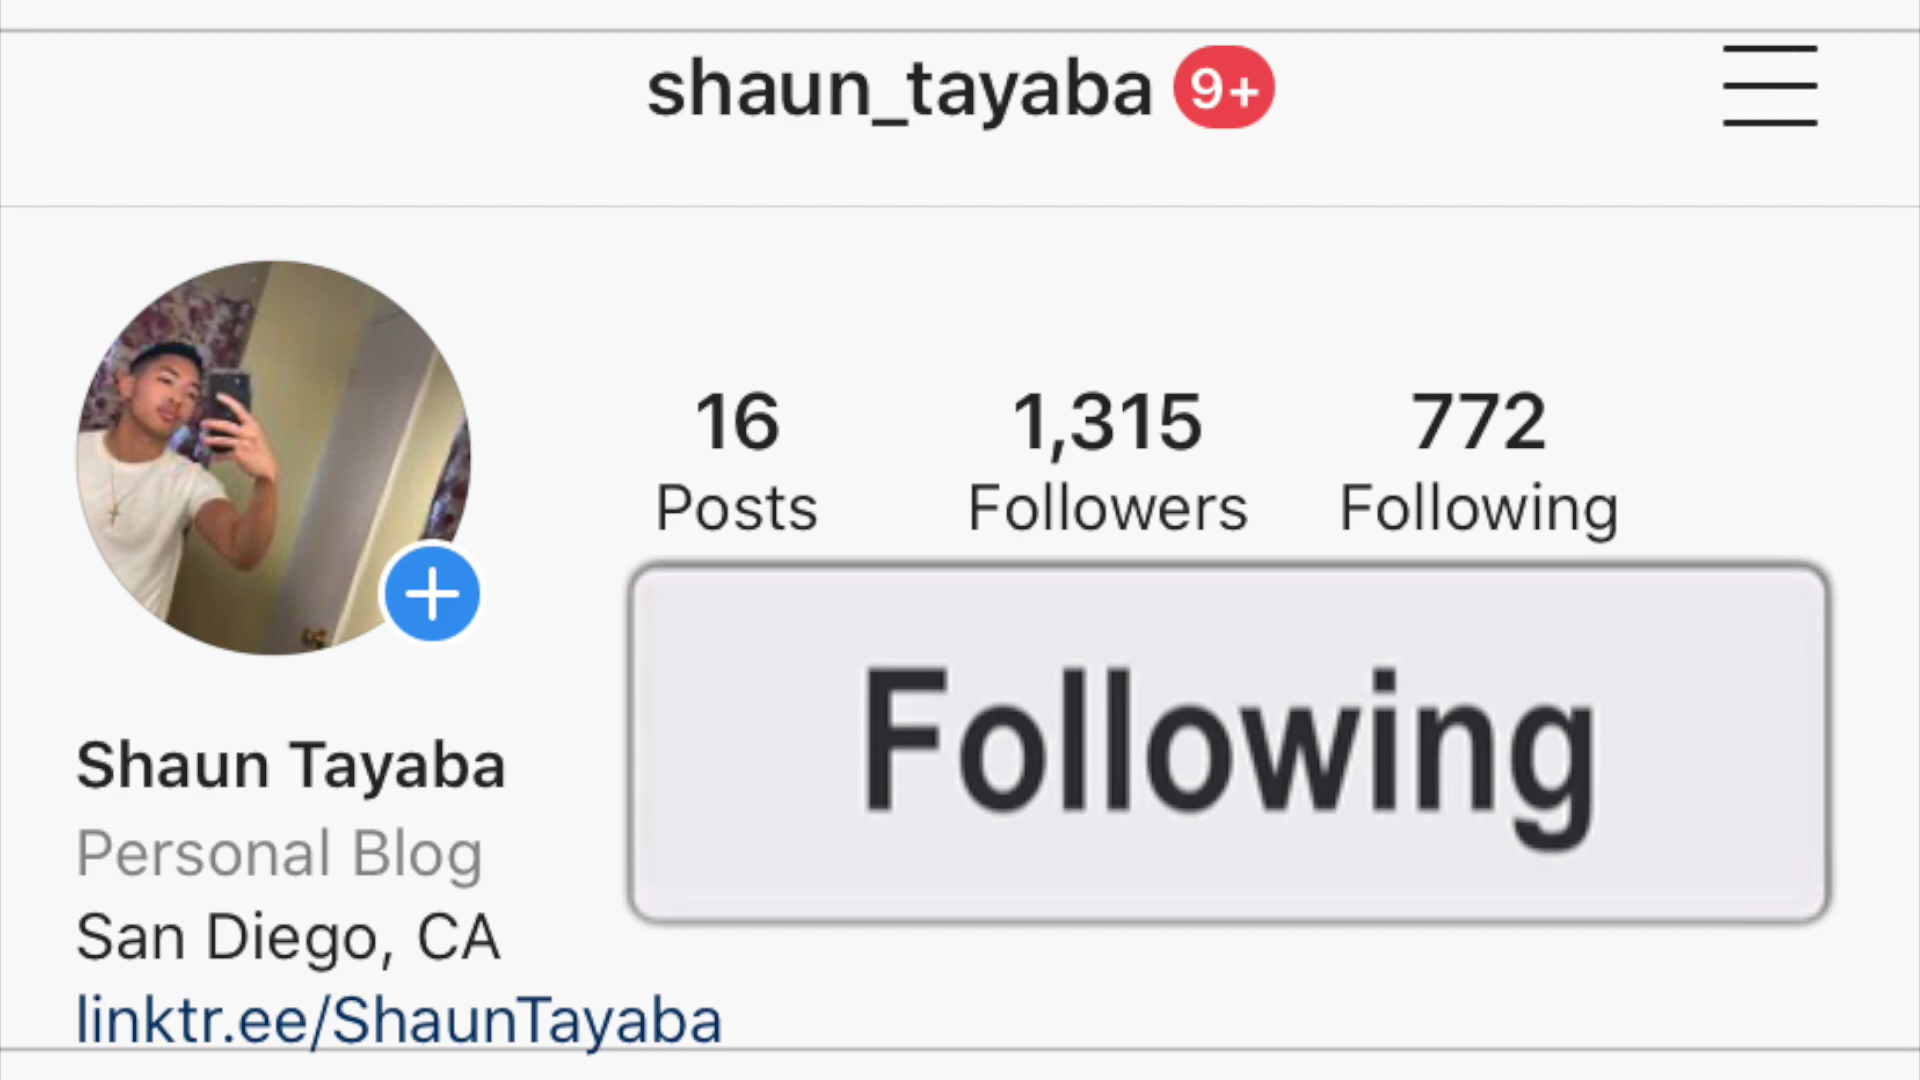 shaun_tayaba 9+
16 1,315 772
Posts Followers Following
Following
Shaun Tayaba
Personal Blog
San Diego, CA
linktr.ee/ShaunTayaba